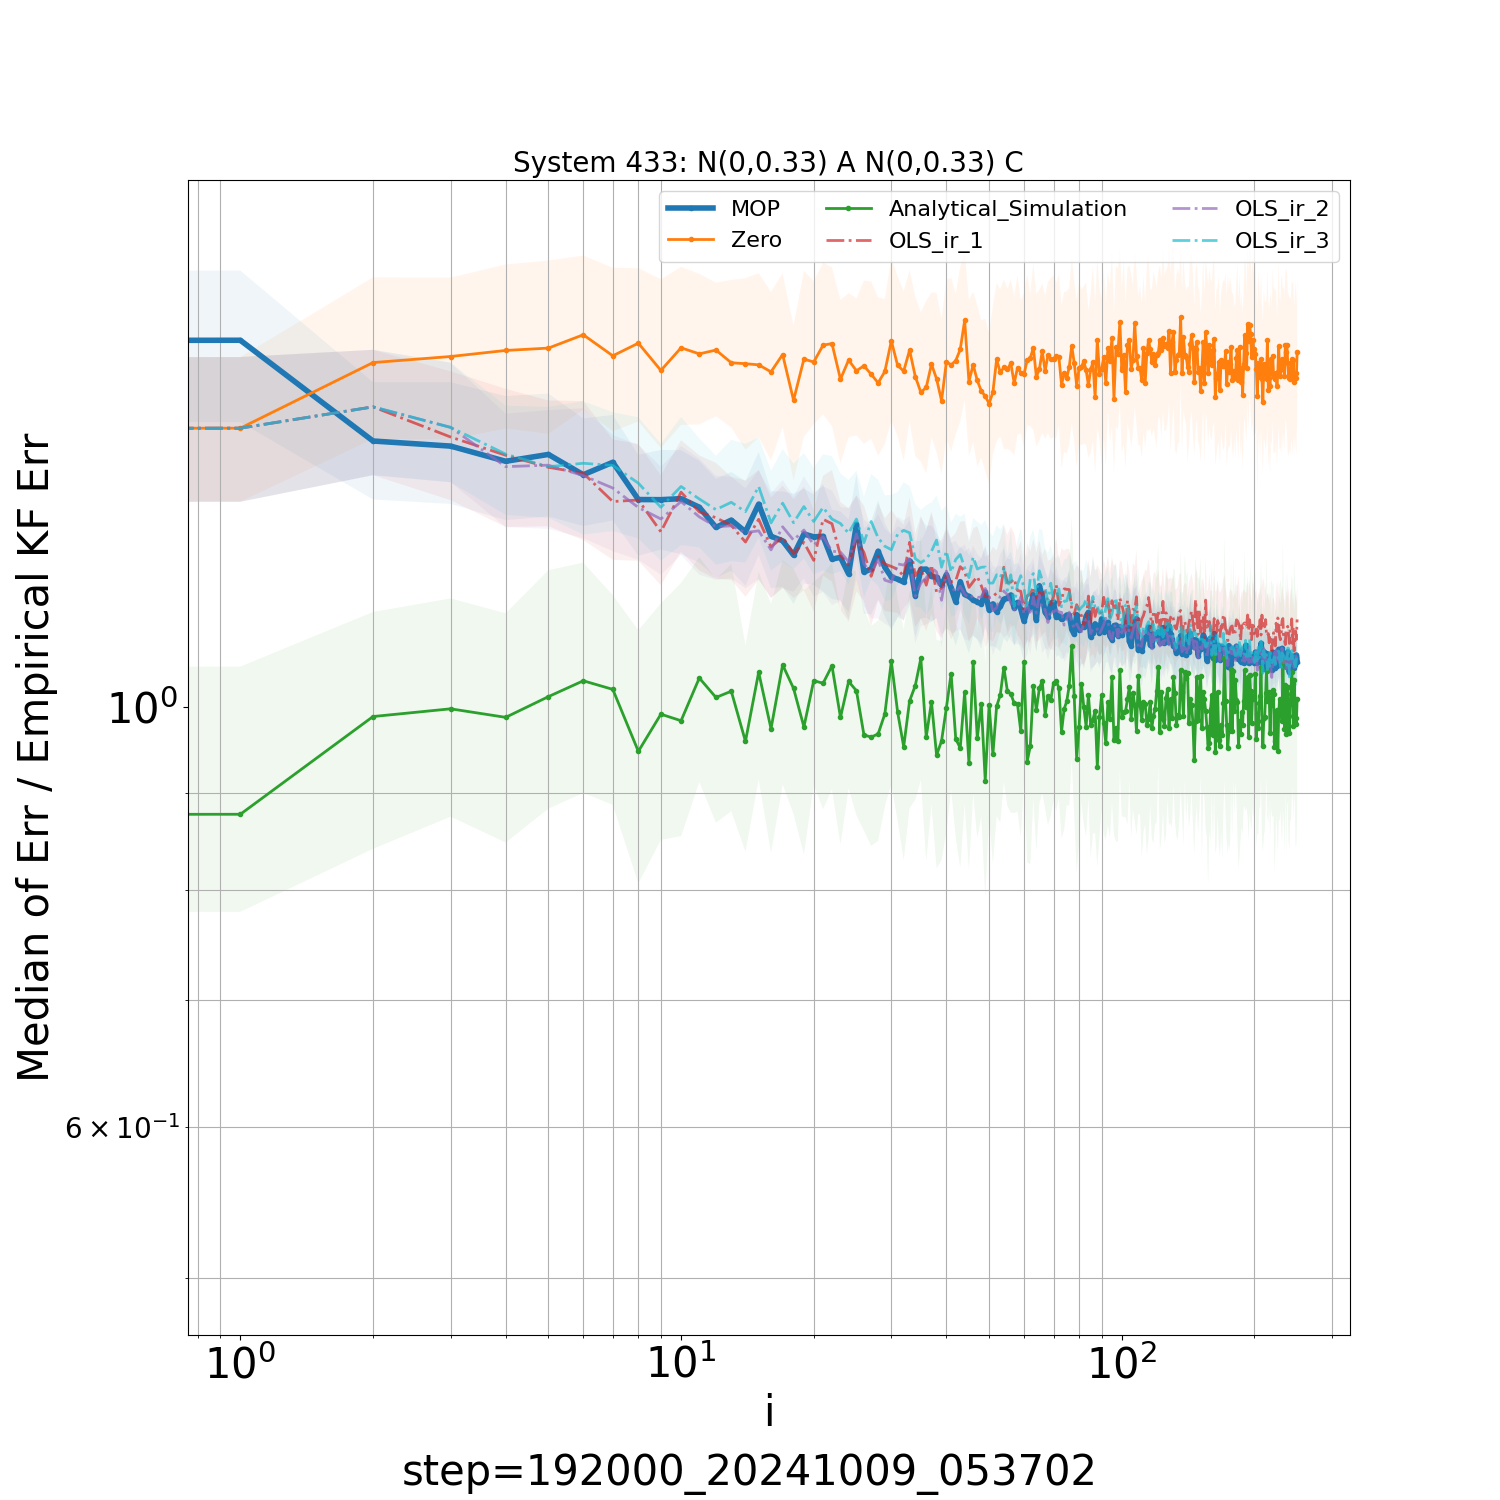 System 433: N(0,0.33) A N(0,0.33) C
MOP
Zero
Analytical_Simulation
OLS_ir_1
OLS_ir_2
OLS_ir_3
Median of Err / Empirical KF Err
10⁰
6 × 10⁻¹
10⁰
10¹
10²
i
step=192000_20241009_053702